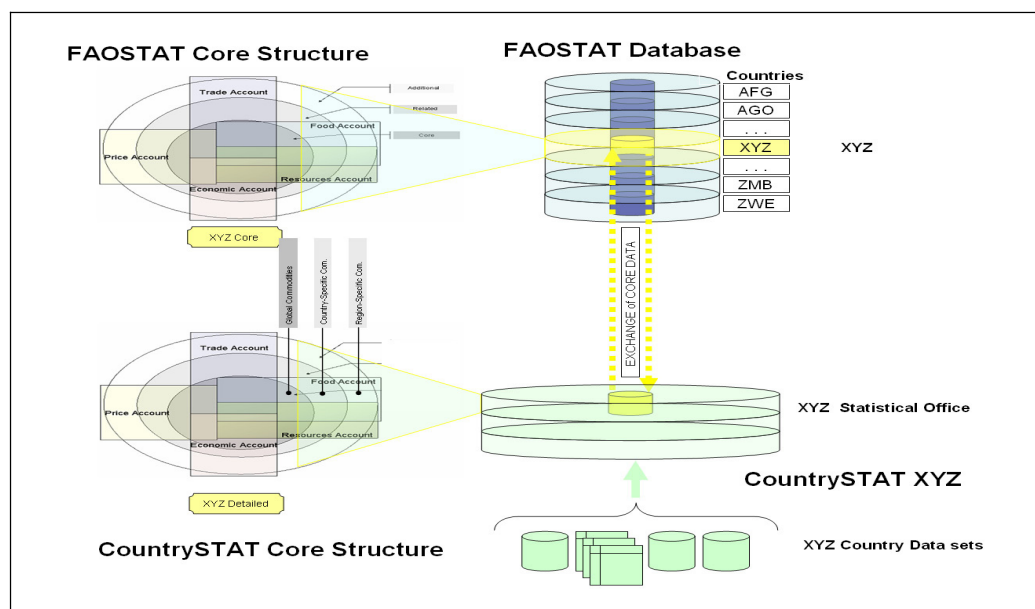 FAOSTAT Core Structure
Trade Account
Additional
Related
Food Account
Core
Price Account
Resources Account
Economic Account
XYZ Core
FAOSTAT Database
Countries
AFG
AGO
. . .
XYZ
XYZ
. . .
ZMB
ZWE
EXCHANGE of CORE DATA
Global Commodities
Country-Specific Com.
Region-Specific Com.
Trade Account
Food Account
Price Account
Resources Account
Economic Account
XYZ Detailed
CountrySTAT Core Structure
XYZ Statistical Office
CountrySTAT XYZ
XYZ Country Data sets